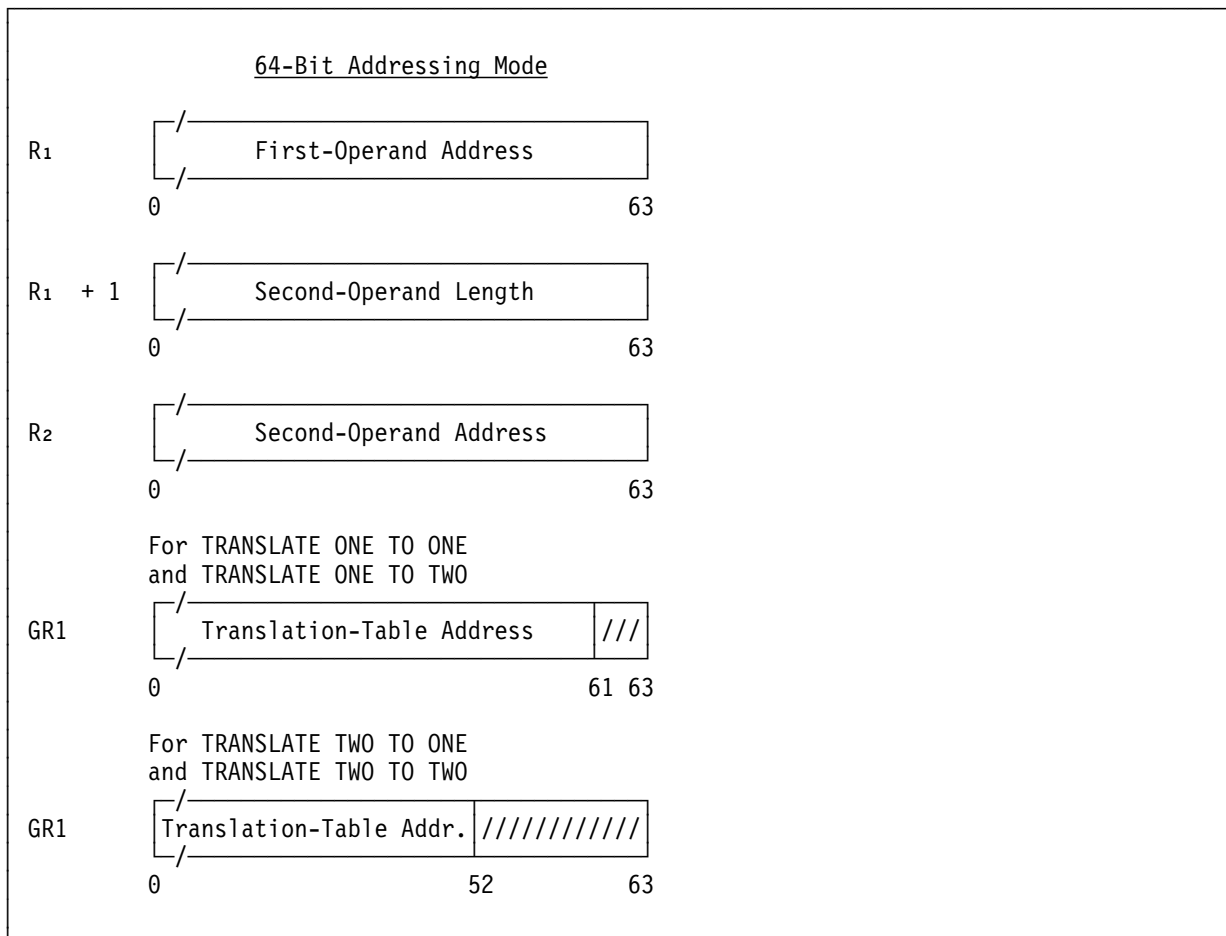 64-Bit Addressing Mode
R₁ First-Operand Address
0 63
R₁ + 1 Second-Operand Length
0 63
R₂ Second-Operand Address
0 63
For TRANSLATE ONE TO ONE
and TRANSLATE ONE TO TWO
GR1 Translation-Table Address ///
0 61 63
For TRANSLATE TWO TO ONE
and TRANSLATE TWO TO TWO
GR1 Translation-Table Addr. ////////////
0 52 63